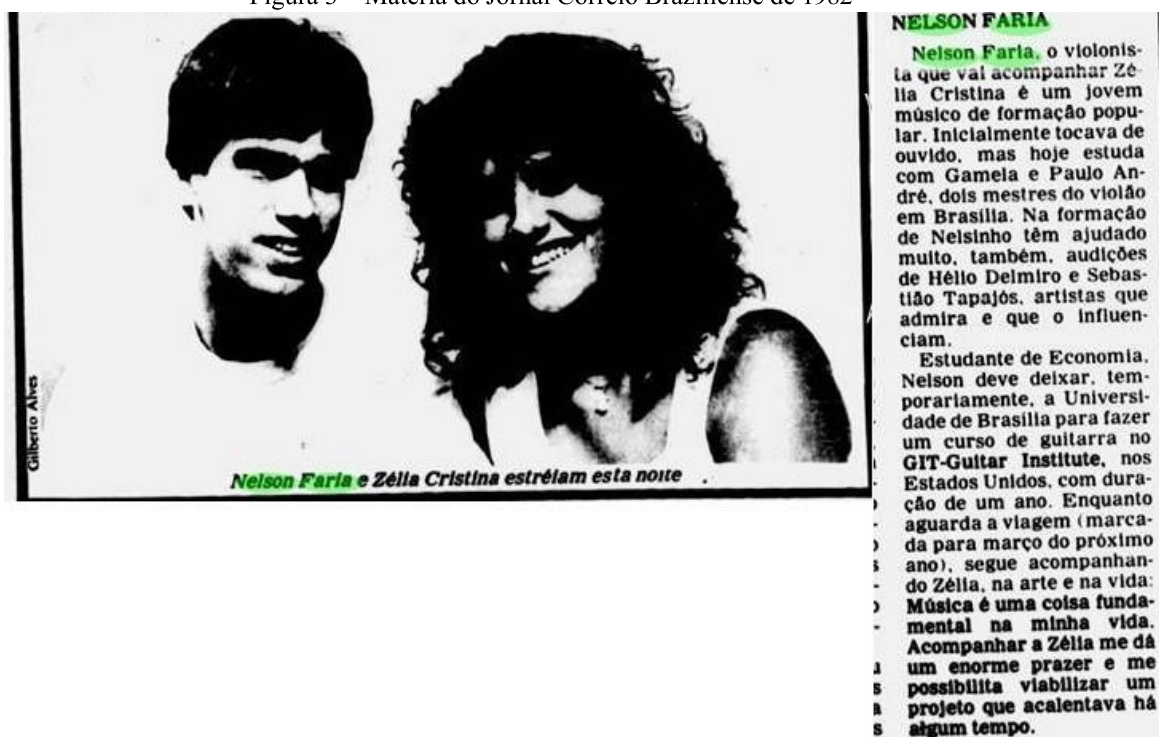 Figura 3 – Matéria do Jornal Correio Braziliense de 1982
Gilberto Alves
Nelson Faria e Zélia Cristina estréiam esta noite
NELSON FARIA
Nelson Faria, o violonis-
ta que vai acompanhar Zé-
lia Cristina é um jovem
músico de formação popu-
lar. Inicialmente tocava de
ouvido, mas hoje estuda
com Gamela e Paulo An-
dré, dois mestres do violão
em Brasília. Na formação
de Nelsinho têm ajudado
muito, também, audições
de Hélio Delmiro e Sebas-
tião Tapajós, artistas que
admira e que o influen-
ciam.
Estudante de Economia,
Nelson deve deixar, tem-
porariamente, a Universi-
dade de Brasília para fazer
um curso de guitarra no
GIT-Guitar Institute, nos
Estados Unidos, com dura-
ção de um ano. Enquanto
aguarda a viagem (marca-
da para março do próximo
ano), segue acompanhan-
do Zélia, na arte e na vida:
Música é uma coisa funda-
mental na minha vida.
Acompanhar a Zélia me dá
um enorme prazer e me
possibilita viabilizar um
projeto que acalentava há
algum tempo.